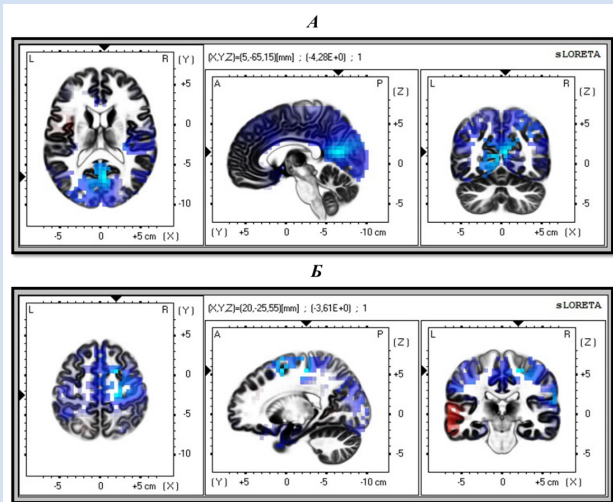 А
L R (Y) (X,Y,Z)=(5,-65,15)[mm] ; (-4,28E+0) ; 1 sLORETA
A P (Z) L R (Z)
+5 +5 +5
0
-5 0 0
-10 -5 -5
-5 0 +5 cm (X) (Y) +5 0 -5 -10 cm -5 0 +5 cm (X)
Б
L R (Y) (X,Y,Z)=(20,-25,55)[mm] ; (-3,61E+0) ; 1 sLORETA
A P (Z) L R (Z)
+5 +5 +5
0
-5 0 0
-10 -5 -5
-5 0 +5 cm (X) (Y) +5 0 -5 -10 cm -5 0 +5 cm (X)